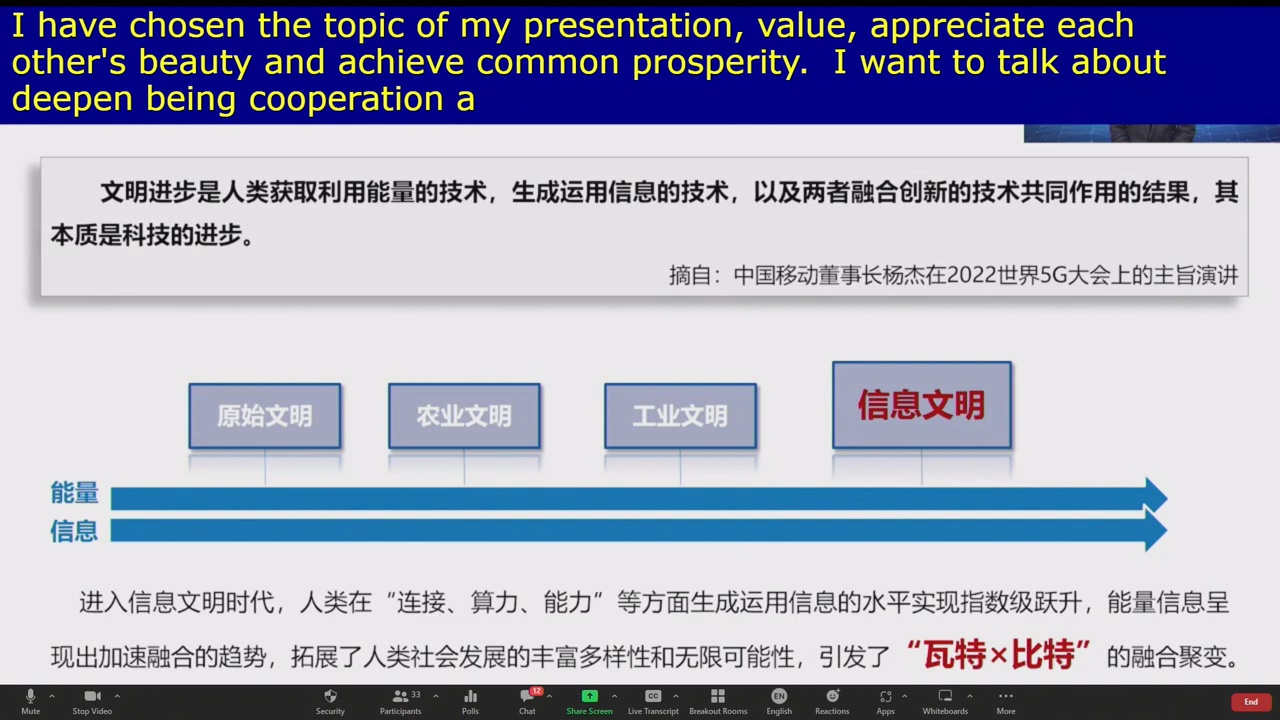 I have chosen the topic of my presentation, value, appreciate each
other's beauty and achieve common prosperity.  I want to talk about
deepen being cooperation a
文明进步是人类获取利用能量的技术，生成运用信息的技术，以及两者融合创新的技术共同作用的结果，其
本质是科技的进步。
摘自：中国移动董事长杨杰在2022世界5G大会上的主旨演讲
原始文明
农业文明
工业文明
信息文明
能量
信息
进入信息文明时代，人类在“连接、算力、能力”等方面生成运用信息的水平实现指数级跃升，能量信息呈
现出加速融合的趋势，拓展了人类社会发展的丰富多样性和无限可能性，引发了“瓦特×比特”的融合聚变。
Mute
Stop Video
Security
33
Participants
Polls
12
Chat
Share Screen
CC
Live Transcript
Breakout Rooms
EN
English
Reactions
Apps
Whiteboards
More
End